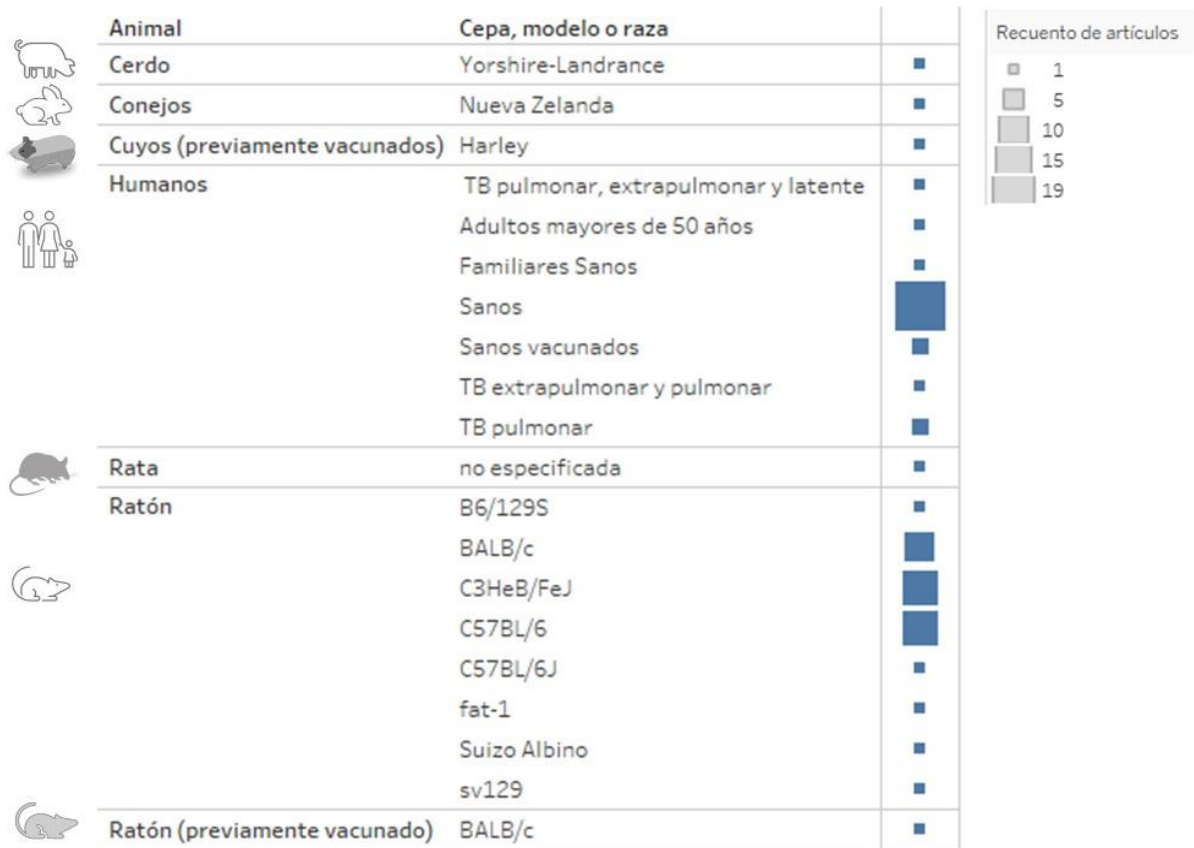 Animal Cepa, modelo o raza
Cerdo Yorshire-Landrance
Conejos Nueva Zelanda
Cuyos (previamente vacunados) Harley
Humanos TB pulmonar, extrapulmonar y latente
Adultos mayores de 50 años
Familiares Sanos
Sanos
Sanos vacunados
TB extrapulmonar y pulmonar
TB pulmonar
Rata no especificada
Ratón B6/129S
BALB/c
C3HeB/FeJ
C57BL/6
C57BL/6J
fat-1
Suizo Albino
sv129
Ratón (previamente vacunado) BALB/c
Recuento de artículos
1
5
10
15
19